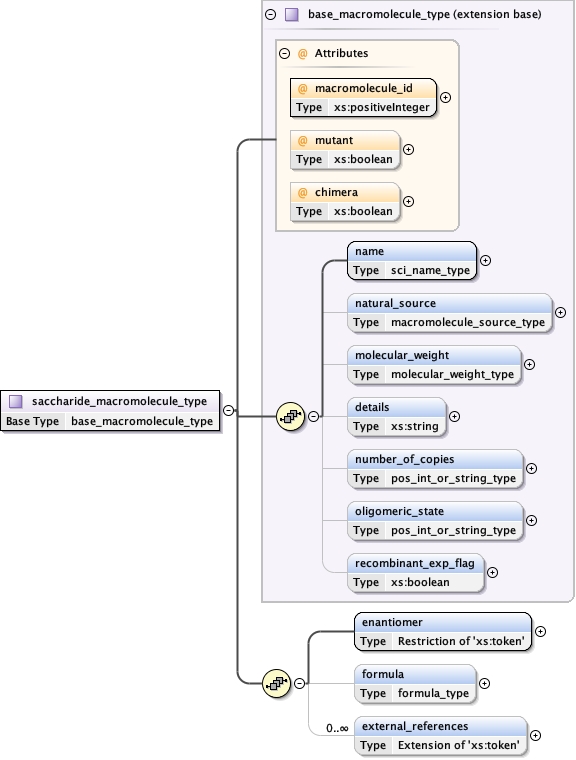 base_macromolecule_type (extension base)
@ Attributes
@ macromolecule_id
Type xs:positiveInteger
@ mutant
Type xs:boolean
@ chimera
Type xs:boolean
name
Type sci_name_type
natural_source
Type macromolecule_source_type
molecular_weight
Type molecular_weight_type
saccharide_macromolecule_type
Base Type base_macromolecule_type
details
Type xs:string
number_of_copies
Type pos_int_or_string_type
oligomeric_state
Type pos_int_or_string_type
recombinant_exp_flag
Type xs:boolean
enantiomer
Type Restriction of 'xs:token'
formula
Type formula_type
0..∞ external_references
Type Extension of 'xs:token'